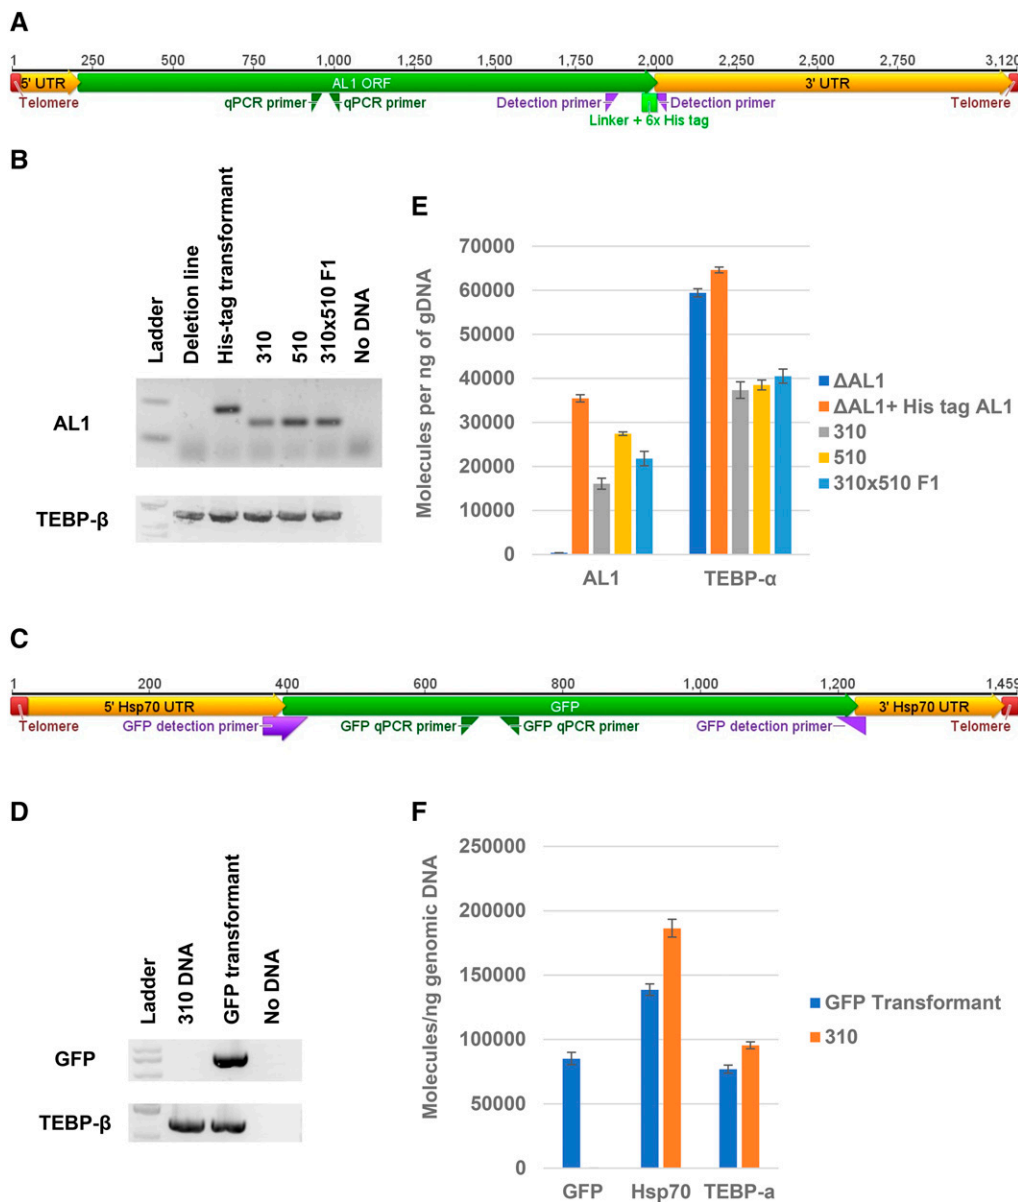 A
1 250 500 750 1,000 1,250 1,500 1,750 2,000 2,250 2,500 2,750 3,120
5' UTR AL1 ORF 3' UTR
Telomere qPCR primer qPCR primer Detection primer Detection primer Telomere
Linker + 6x His tag
B
Ladder
Deletion line
His-tag transformant
310
510
310x510 F1
No DNA
AL1
TEBP-β
E
Molecules per ng of gDNA
70000
60000
50000
40000
30000
20000
10000
0
AL1 TEBP-α
ΔAL1
ΔAL1+ His tag AL1
310
510
310x510 F1
C
1 200 400 600 800 1,000 1,200 1,459
5' Hsp70 UTR GFP 3' Hsp70 UTR
Telomere GFP detection primer GFP qPCR primer GFP qPCR primer GFP detection primer Telomere
D
Ladder
310 DNA
GFP transformant
No DNA
GFP
TEBP-β
F
Molecules/ng genomic DNA
250000
200000
150000
100000
50000
0
GFP Hsp70 TEBP-a
GFP Transformant
310